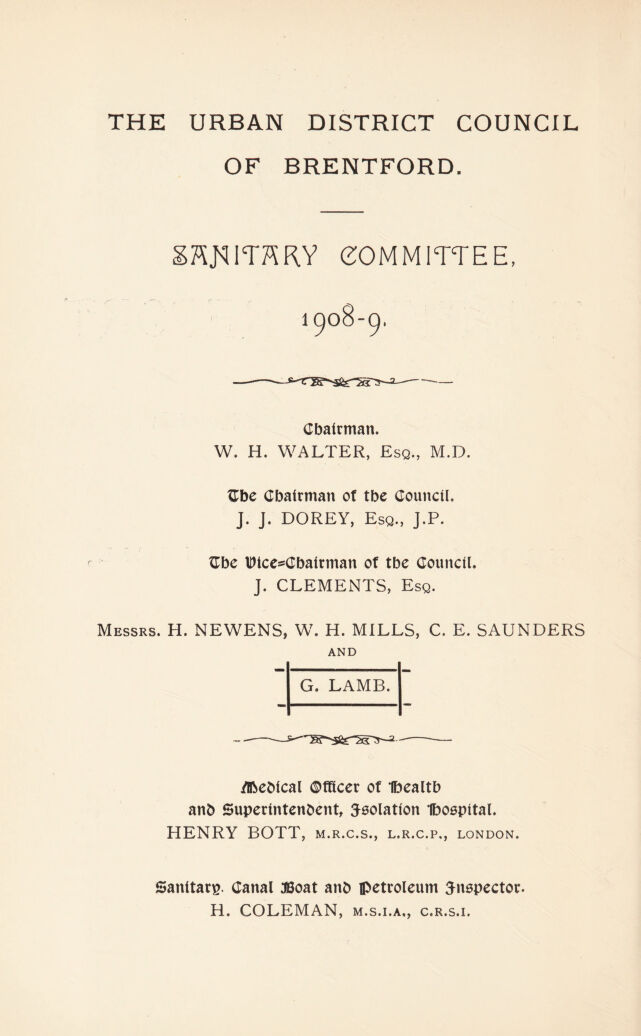 THE URBAN DISTRICT COUNCIL
OF BRENTFORD.
SANITARY COMMITTEE,
1908-9.
Chairman.
W. H. WALTER, Esq., M.D.
The Chairman of the Council.
J. J. DOREY, Esq., J.P.
The Vice=Chairman of the Council.
J. CLEMENTS, Esq.
Messrs. H. NEWENS, W. H. MILLS, C. E. SAUNDERS
AND
G. LAMB.
Medical Officer of Health
and Superintendent, Isolation Hospital.
HENRY BOTT, M.R.C.S., L.R.C.P., LONDON.
Sanitary. Canal Boat and Petroleum Inspector.
H. COLEMAN, M.S.I.A., C.R.S.I.